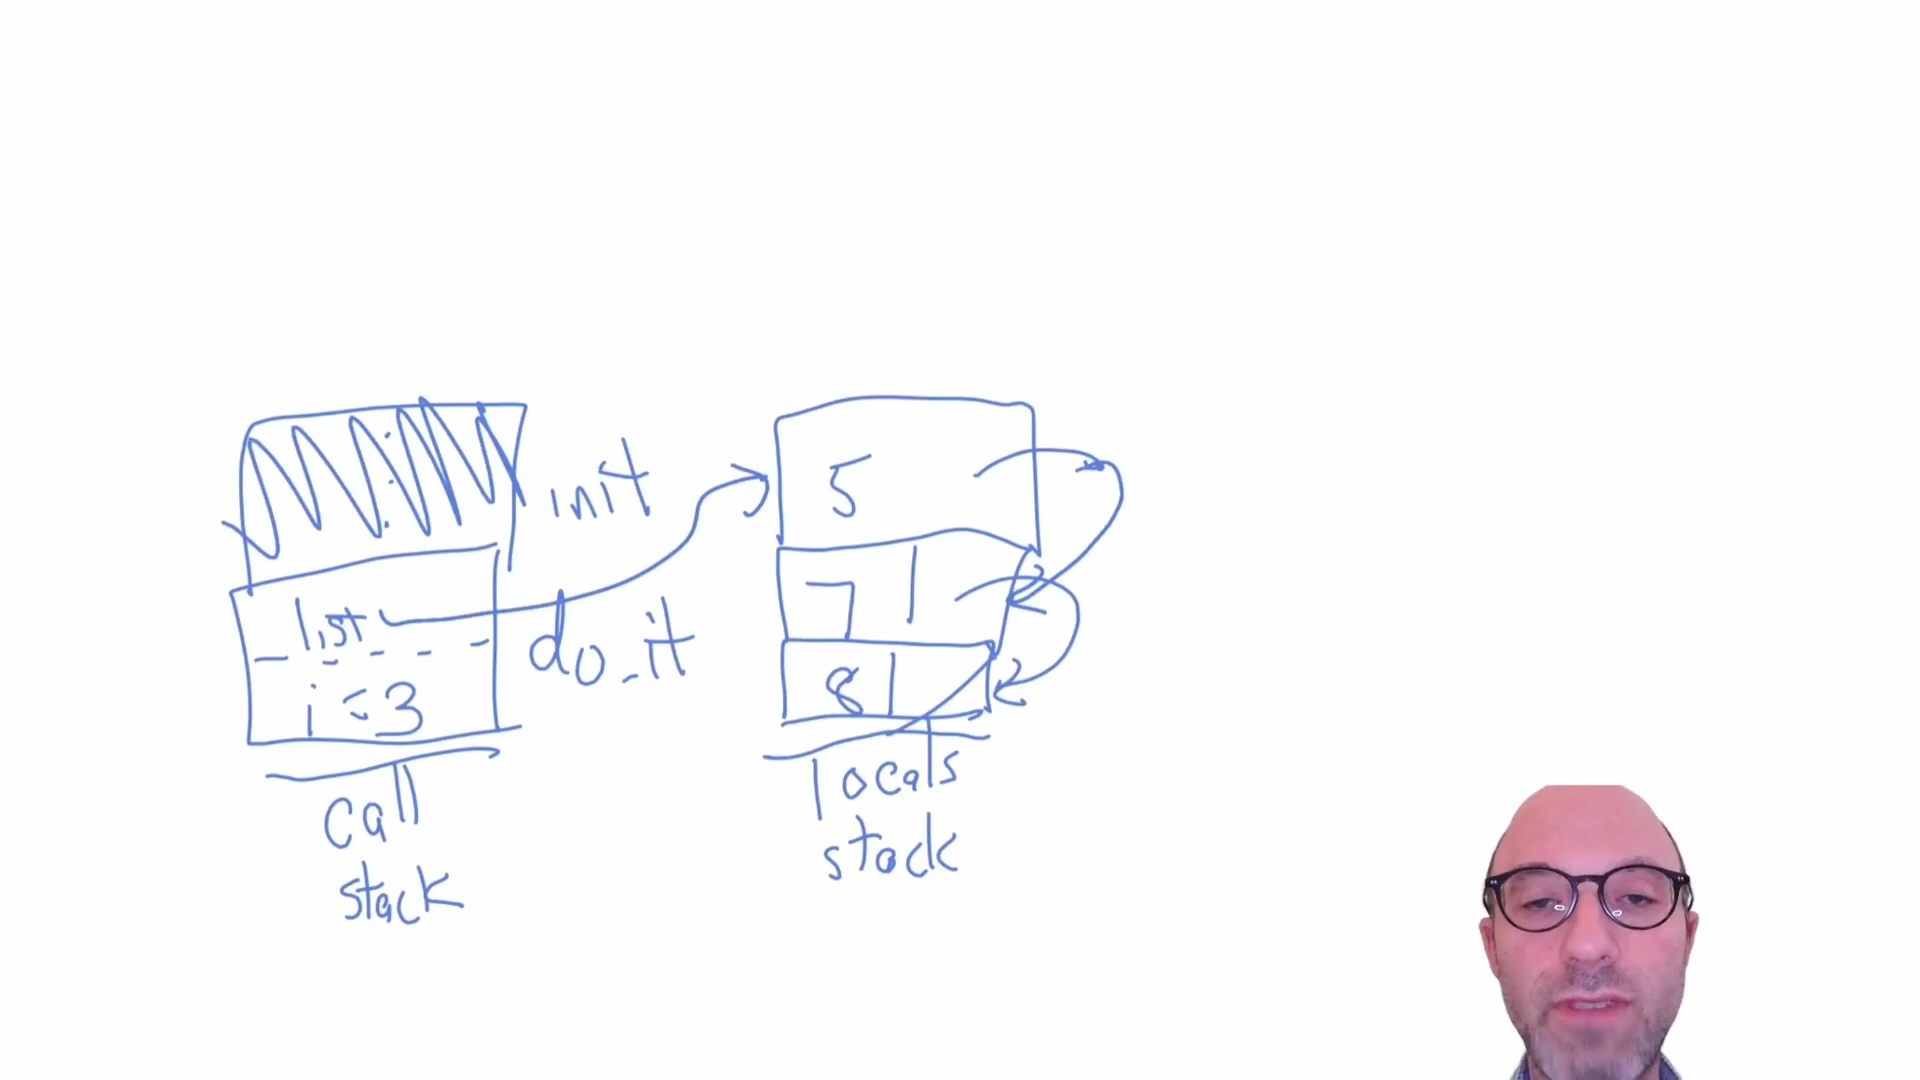 init
list
i = 3
do_it
5
7
8
call
stack
locals
stack